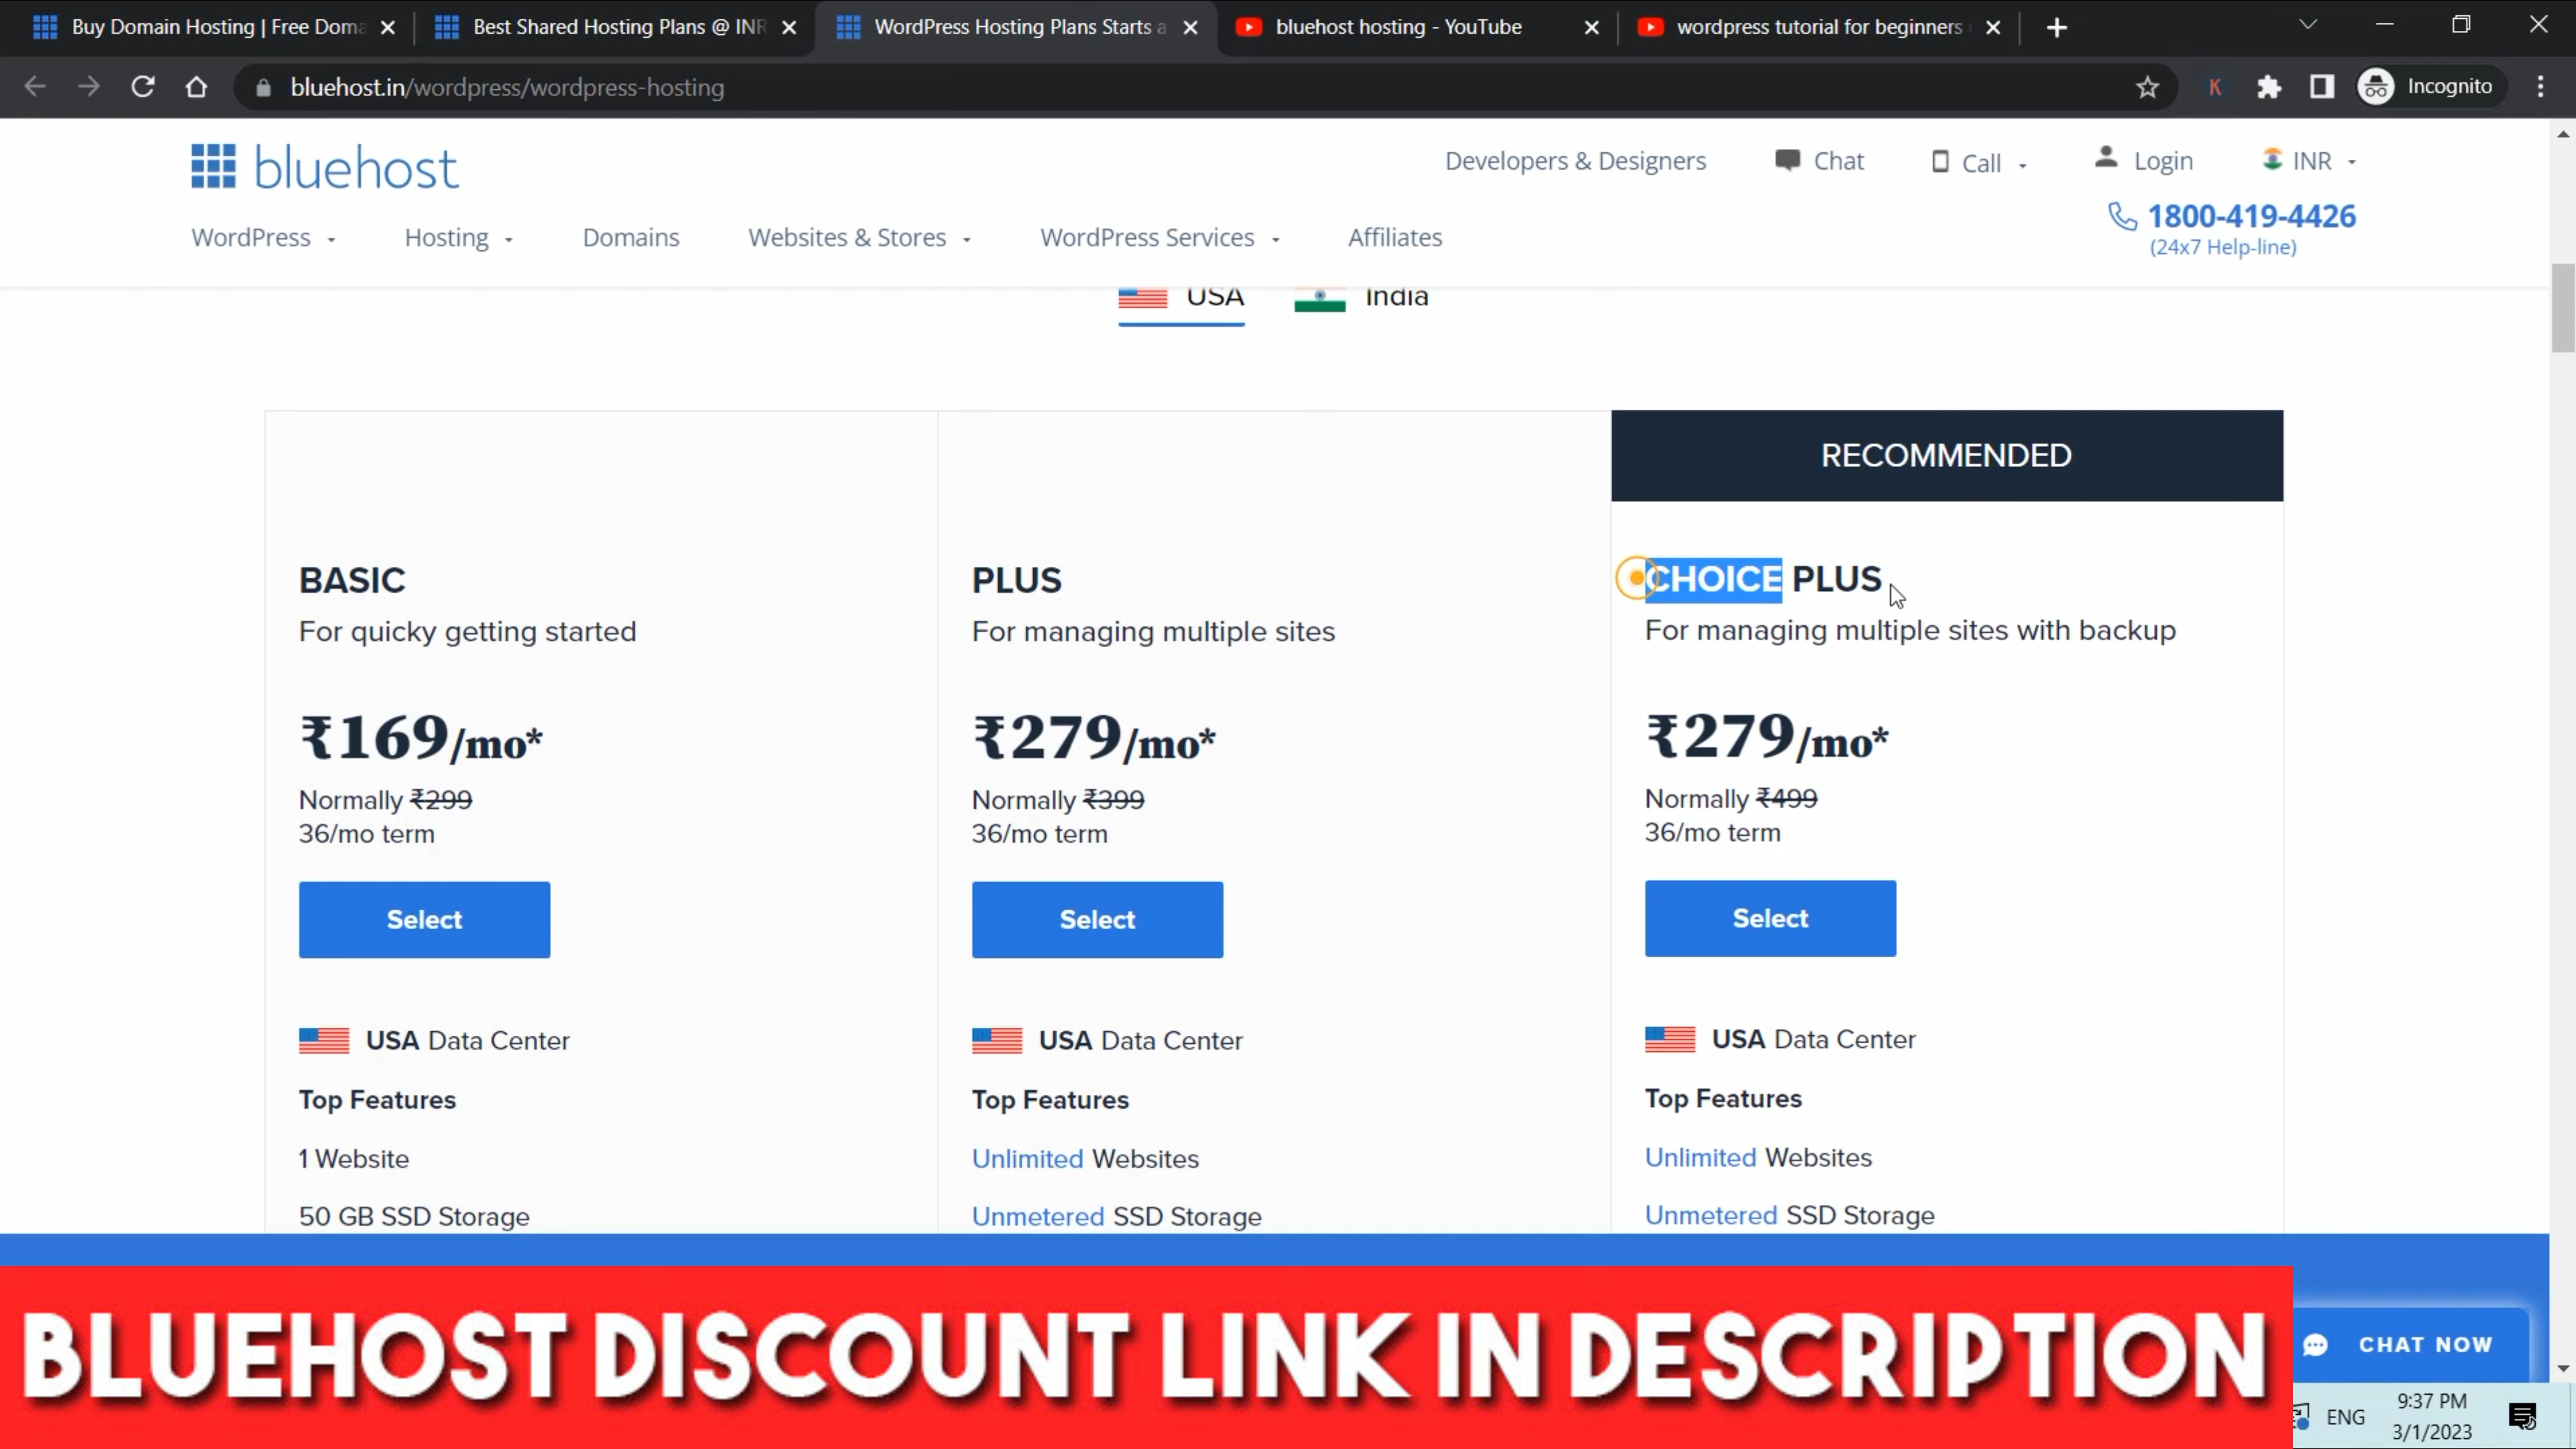 Buy Domain Hosting | Free Doma
Best Shared Hosting Plans @ INR
WordPress Hosting Plans Starts a
bluehost hosting - YouTube
wordpress tutorial for beginners
bluehost.in/wordpress/wordpress-hosting
K
Incognito
bluehost
Developers & Designers
Chat
Call
Login
INR
1800-419-4426
(24x7 Help-line)
WordPress
Hosting
Domains
Websites & Stores
WordPress Services
Affiliates
USA
India
BASIC
For quicky getting started
₹169/mo*
Normally ₹299
36/mo term
Select
USA Data Center
Top Features
1 Website
50 GB SSD Storage
PLUS
For managing multiple sites
₹279/mo*
Normally ₹399
36/mo term
Select
USA Data Center
Top Features
Unlimited Websites
Unmetered SSD Storage
RECOMMENDED
CHOICE PLUS
For managing multiple sites with backup
₹279/mo*
Normally ₹499
36/mo term
Select
USA Data Center
Top Features
Unlimited Websites
Unmetered SSD Storage
BLUEHOST DISCOUNT LINK IN DESCRIPTION
CHAT NOW
ENG
9:37 PM
3/1/2023